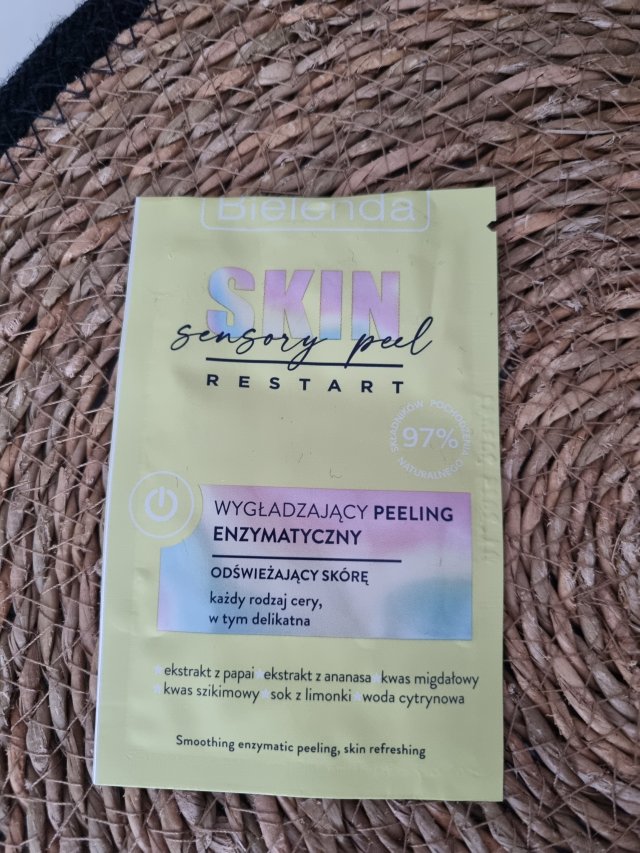 Bielenda
SKIN
sensory peel
RESTART
SKŁADNIKÓW POCHODZENIA
97%
NATURALNEGO
WYGŁADZAJĄCY PEELING
ENZYMATYCZNY
ODŚWIEŻAJĄCY SKÓRĘ
każdy rodzaj cery,
w tym delikatna
ekstrakt z papai ekstrakt z ananasa kwas migdałowy
kwas szikimowy sok z limonki woda cytrynowa
Smoothing enzymatic peeling, skin refreshing